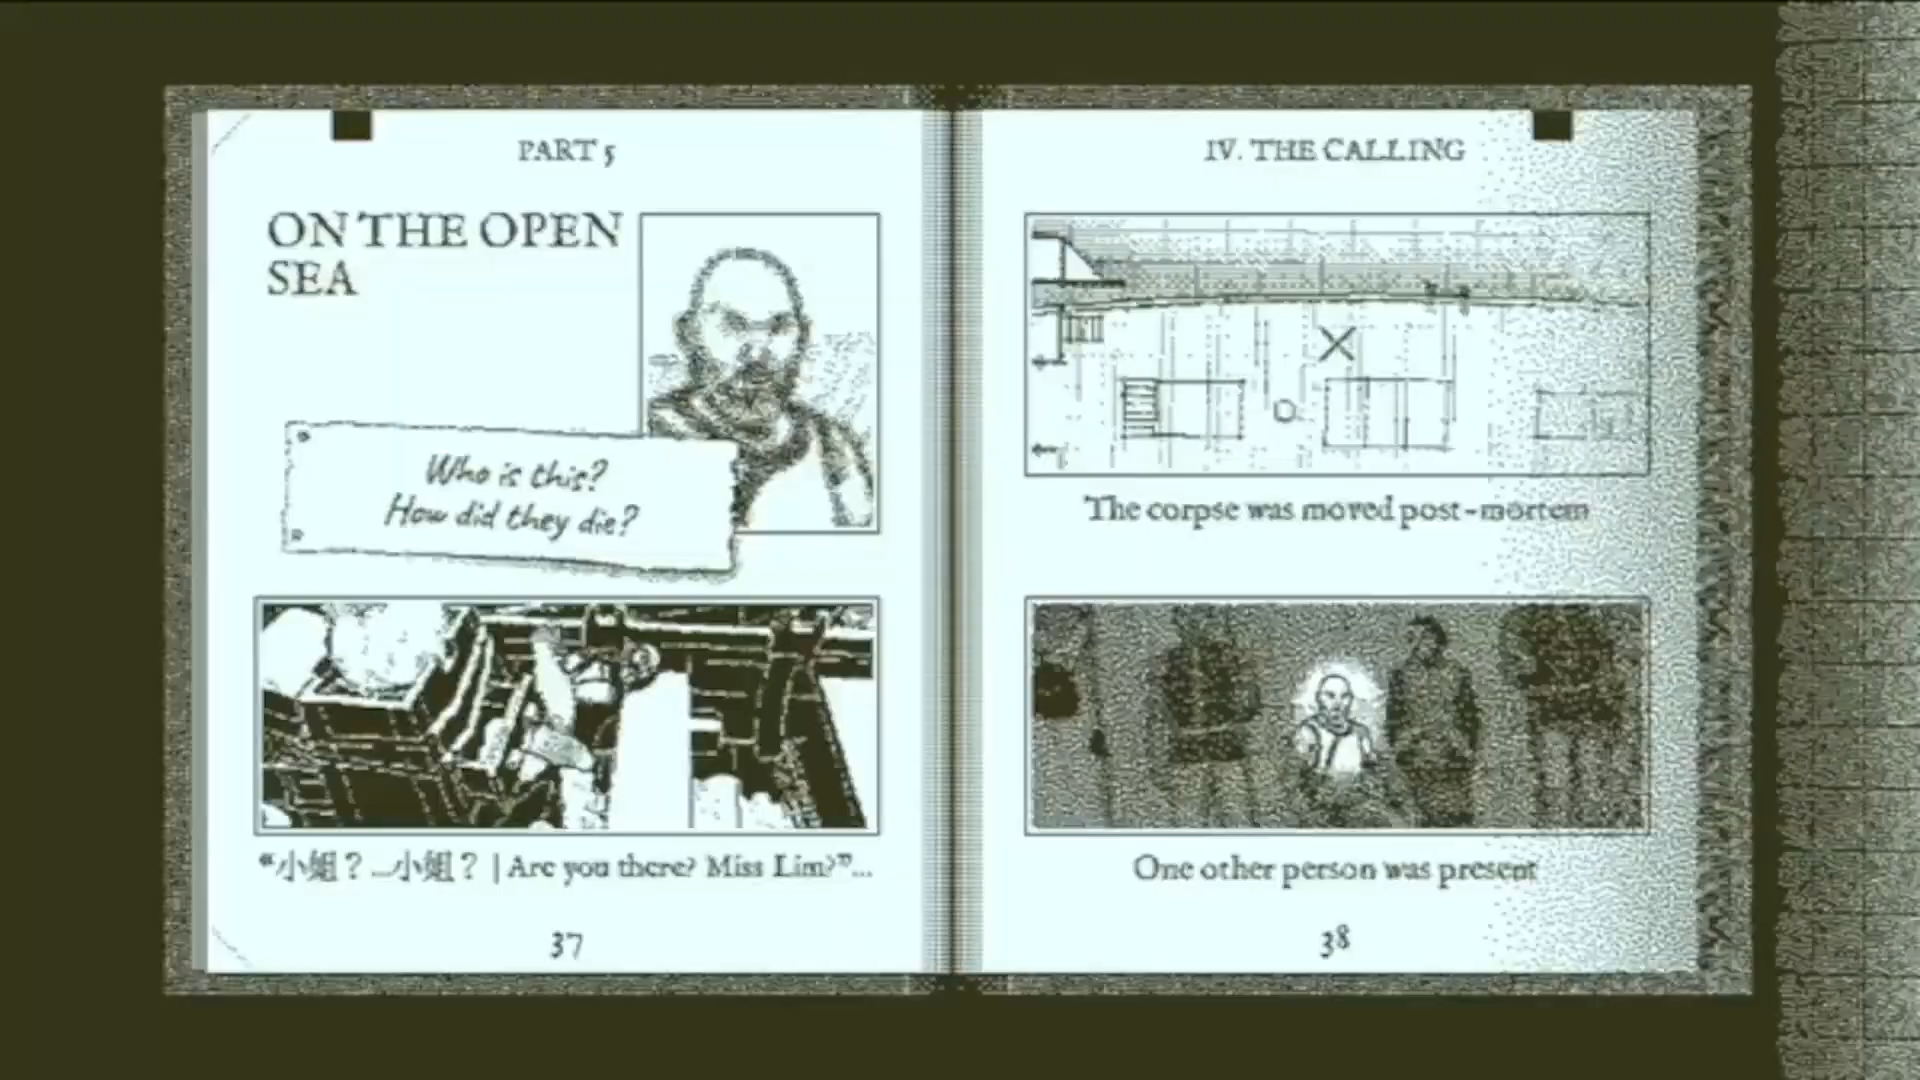 PART 5
ON THE OPEN
SEA
Who is this?
How did they die?
“小姐？...小姐？ | Are you there? Miss Lim?”...
37
IV. THE CALLING
The corpse was moved post-mortem
One other person was present
38